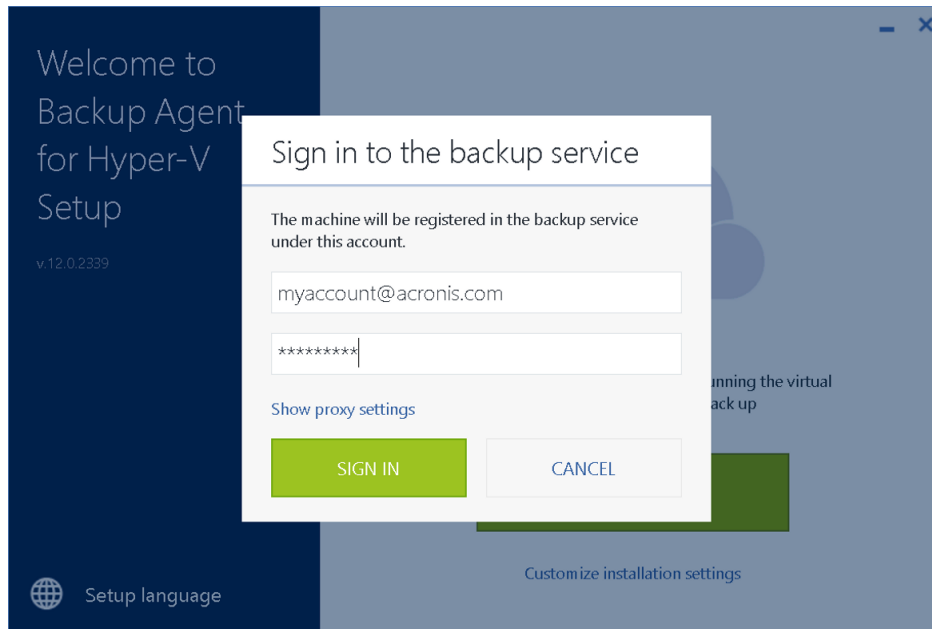 Welcome to
Backup Agent
for Hyper-V
Setup
v.12.0.2339
Sign in to the backup service
The machine will be registered in the backup service
under this account.
myaccount@acronis.com
*********
Show proxy settings
SIGN IN
CANCEL
running the virtual
back up
Customize installation settings
Setup language